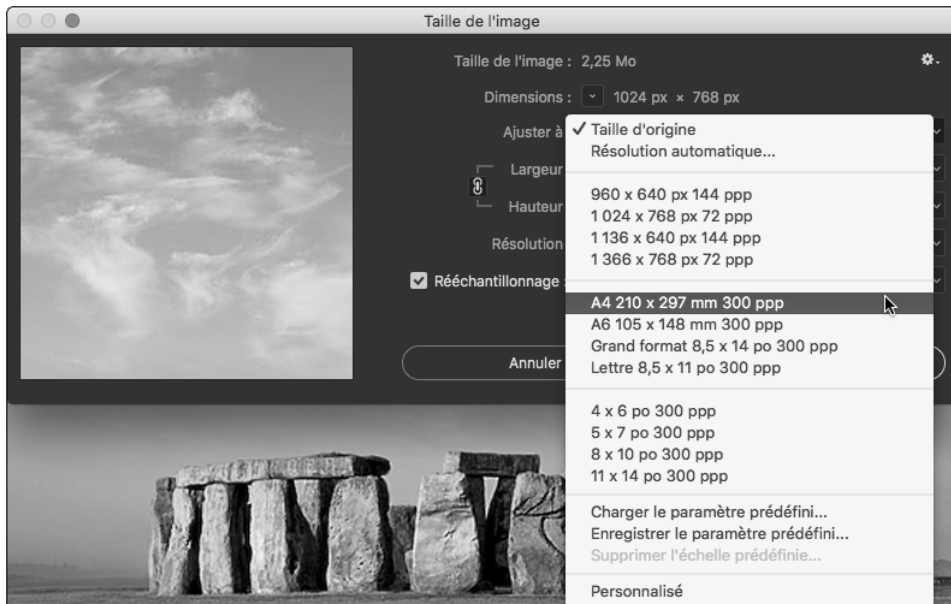 Taille de l'image
Taille de l'image : 2,25 Mo
Dimensions : 1024 px × 768 px
Ajuster à
Largeur
Hauteur
Résolution
Rééchantillonnage :
Annuler
Taille d'origine
Résolution automatique...
960 x 640 px 144 ppp
1 024 x 768 px 72 ppp
1 136 x 640 px 144 ppp
1 366 x 768 px 72 ppp
A4 210 x 297 mm 300 ppp
A6 105 x 148 mm 300 ppp
Grand format 8,5 x 14 po 300 ppp
Lettre 8,5 x 11 po 300 ppp
4 x 6 po 300 ppp
5 x 7 po 300 ppp
8 x 10 po 300 ppp
11 x 14 po 300 ppp
Charger le paramètre prédéfini...
Enregistrer le paramètre prédéfini...
Supprimer l'échelle prédéfinie...
Personnalisé